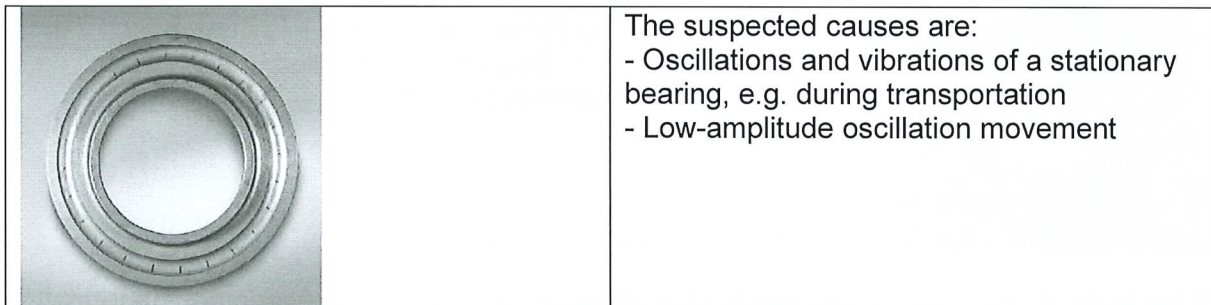 The suspected causes are:
- Oscillations and vibrations of a stationary
bearing, e.g. during transportation
- Low-amplitude oscillation movement